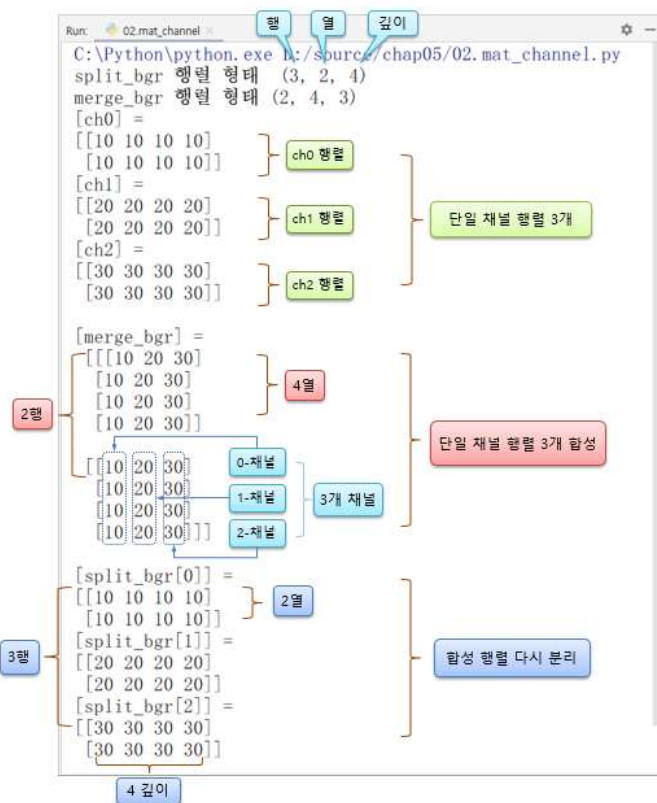 행 열 깊이
Run: 02.mat_channel ×
C:\Python\python.exe D:/source/chap05/02.mat_channel.py
split_bgr 행렬 형태 (3, 2, 4)
merge_bgr 행렬 형태 (2, 4, 3)
[ch0] =
[[10 10 10 10]
[10 10 10 10]]
ch0 행렬
[ch1] =
[[20 20 20 20]
[20 20 20 20]]
ch1 행렬
단일 채널 행렬 3개
[ch2] =
[[30 30 30 30]
[30 30 30 30]]
ch2 행렬
[merge_bgr] =
[[[10 20 30]
[10 20 30]
[10 20 30]
[10 20 30]]
4열
2행
단일 채널 행렬 3개 합성
[[10 20 30]
[10 20 30]
[10 20 30]
[10 20 30]]]
0-채널
1-채널
2-채널
3개 채널
[split_bgr[0]] =
[[10 10 10 10]
[10 10 10 10]]
2열
[split_bgr[1]] =
3행
합성 행렬 다시 분리
[[20 20 20 20]
[20 20 20 20]]
[split_bgr[2]] =
[[30 30 30 30]
[30 30 30 30]]
4 깊이